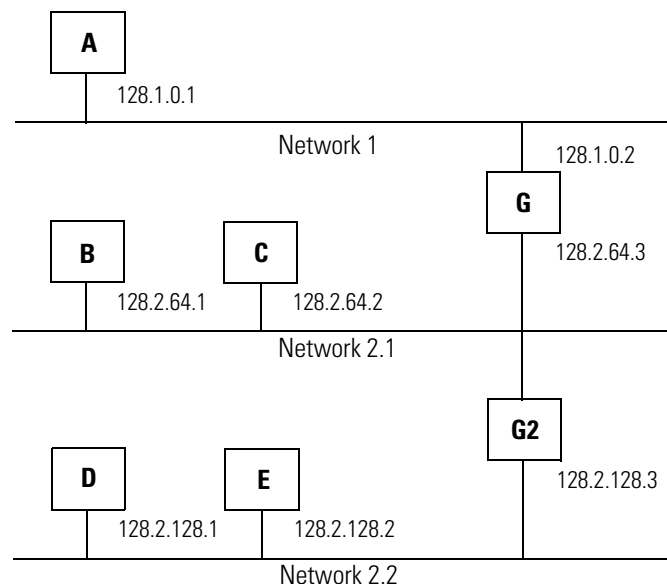 A
128.1.0.1
Network 1
128.1.0.2
G
B
C
128.2.64.3
128.2.64.1
128.2.64.2
Network 2.1
G2
D
E
128.2.128.3
128.2.128.1
128.2.128.2
Network 2.2